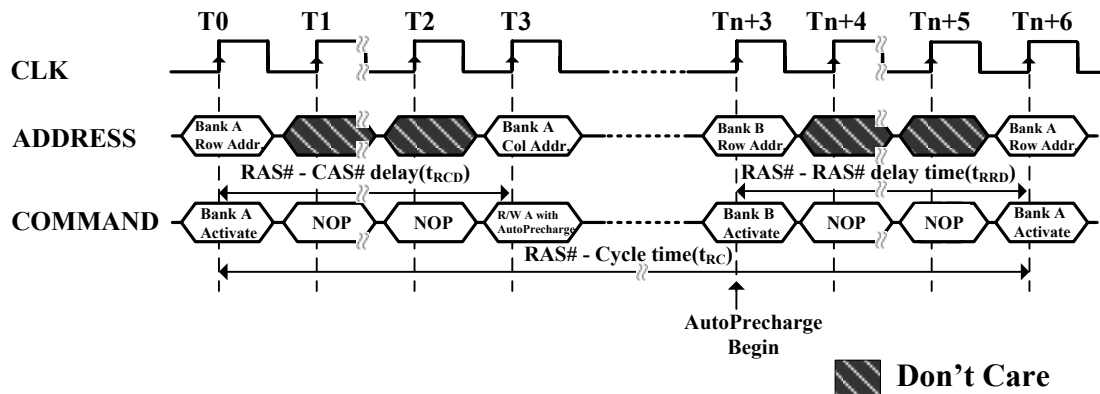 T0 T1 T2 T3 Tn+3 Tn+4 Tn+5 Tn+6
CLK
ADDRESS
Bank A
Row Addr.
Bank A
Col Addr.
Bank B
Row Addr.
Bank A
Row Addr.
RAS# - CAS# delay(tRCD)
RAS# - RAS# delay time(tRRD)
COMMAND
Bank A
Activate
NOP
NOP
R/W A with
AutoPrecharge
Bank B
Activate
NOP
NOP
Bank A
Activate
RAS# - Cycle time(tRC)
AutoPrecharge
Begin
Don't Care